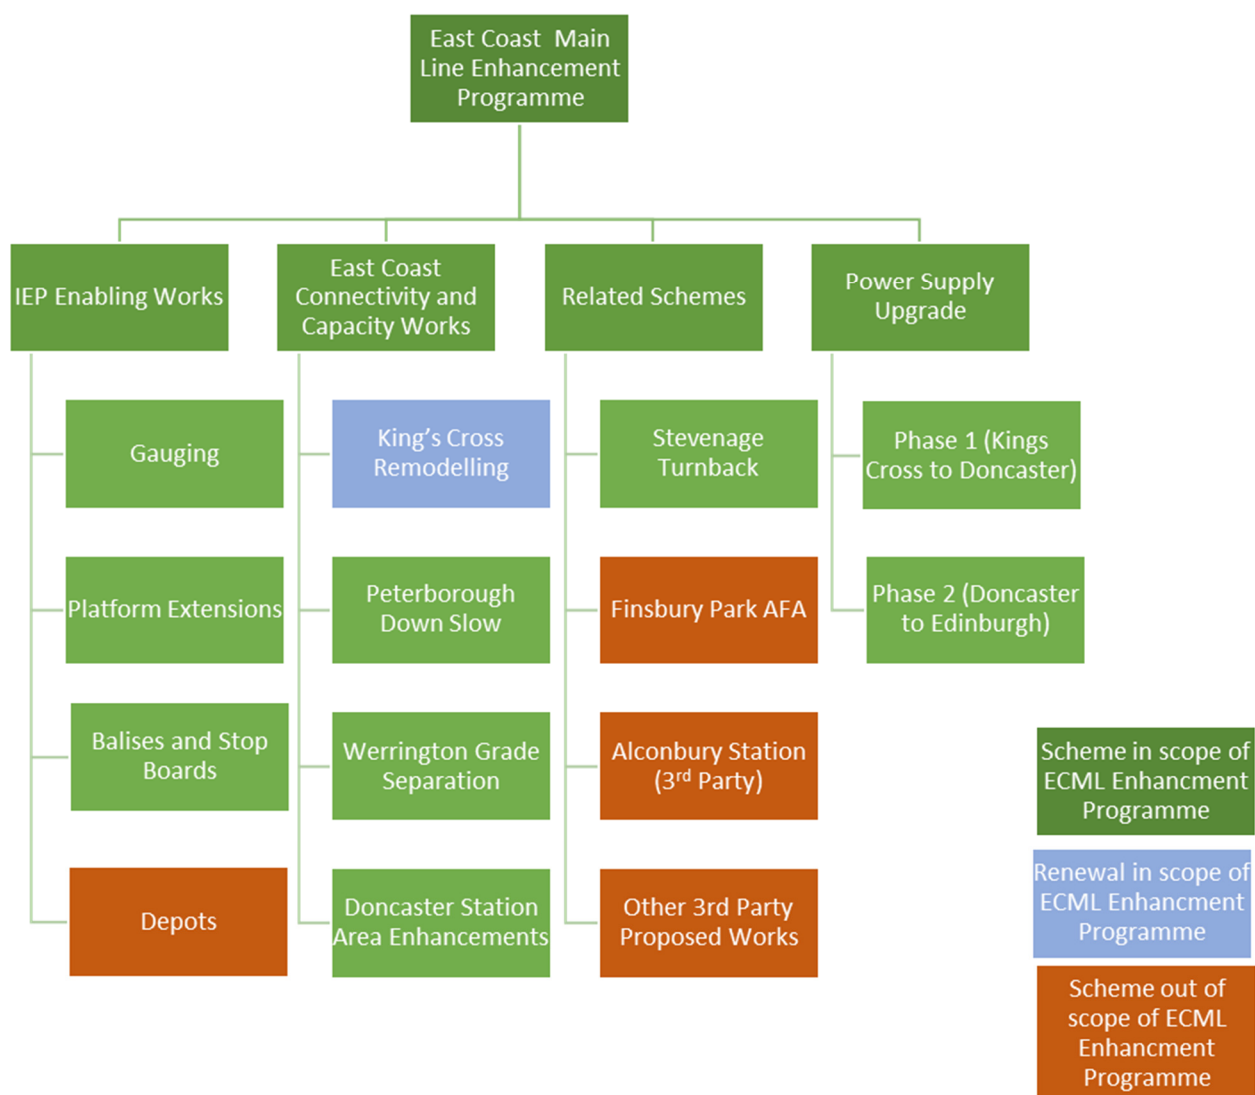 East Coast Main
Line Enhancement
Programme
IEP Enabling Works
East Coast
Connectivity and
Capacity Works
Related Schemes
Power Supply
Upgrade
Gauging
Platform Extensions
Balises and Stop
Boards
Depots
King's Cross
Remodelling
Peterborough
Down Slow
Werrington Grade
Separation
Doncaster Station
Area Enhancements
Stevenage
Turnback
Finsbury Park AFA
Alconbury Station
(3rd Party)
Other 3rd Party
Proposed Works
Phase 1 (Kings
Cross to Doncaster)
Phase 2 (Doncaster
to Edinburgh)
Scheme in scope of
ECML Enhancment
Programme
Renewal in scope of
ECML Enhancment
Programme
Scheme out of
scope of ECML
Enhancment
Programme